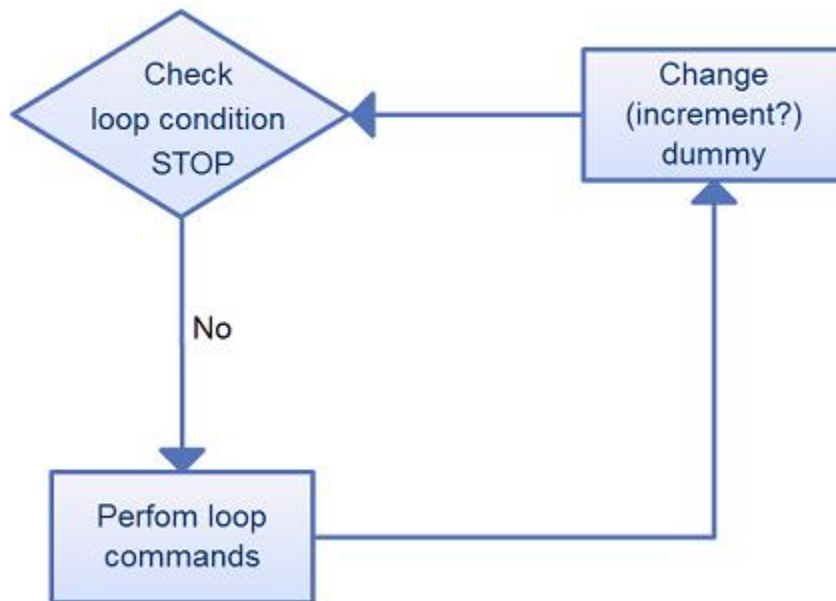 Check
loop condition
STOP
Change
(increment?)
dummy
No
Perfom loop
commands